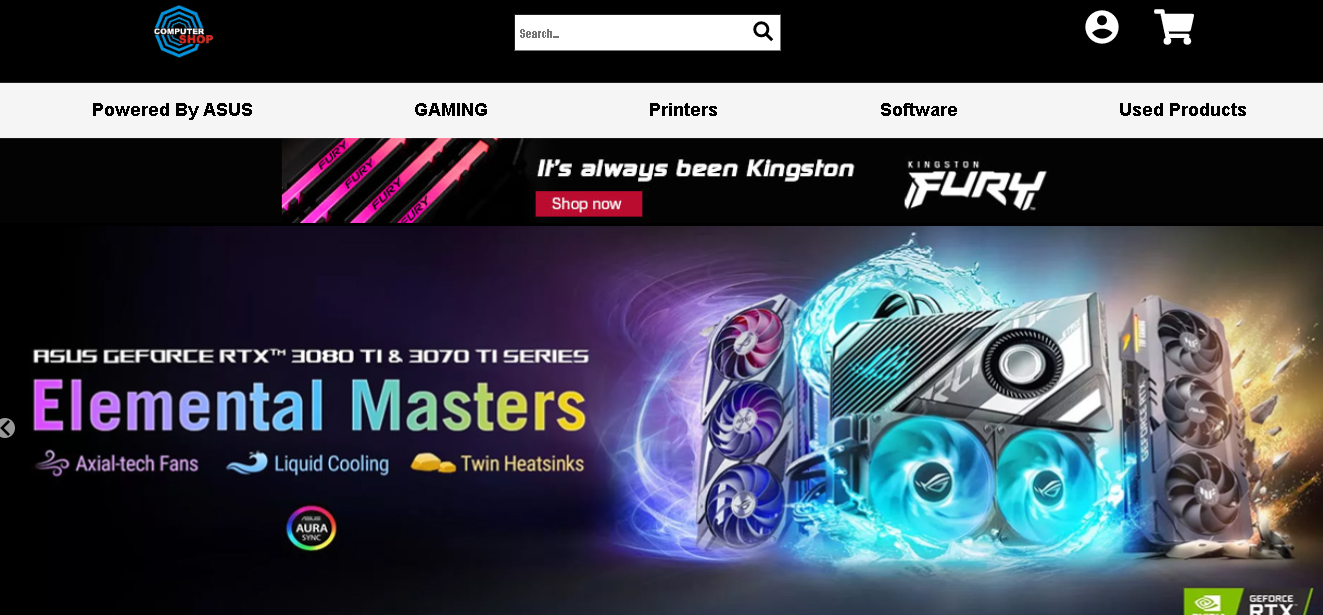 COMPUTER
SHOP
Search...
Powered By ASUS
GAMING
Printers
Software
Used Products
FURY
FURY
FURY
FURY
It's always been Kingston
Shop now
KINGSTON
FURY
ASUS GEFORCE RTX™ 3080 TI & 3070 TI SERIES
Elemental Masters
Axial-tech Fans
Liquid Cooling
Twin Heatsinks
ASUS
AURA
SYNC
GEFORCE
RTX